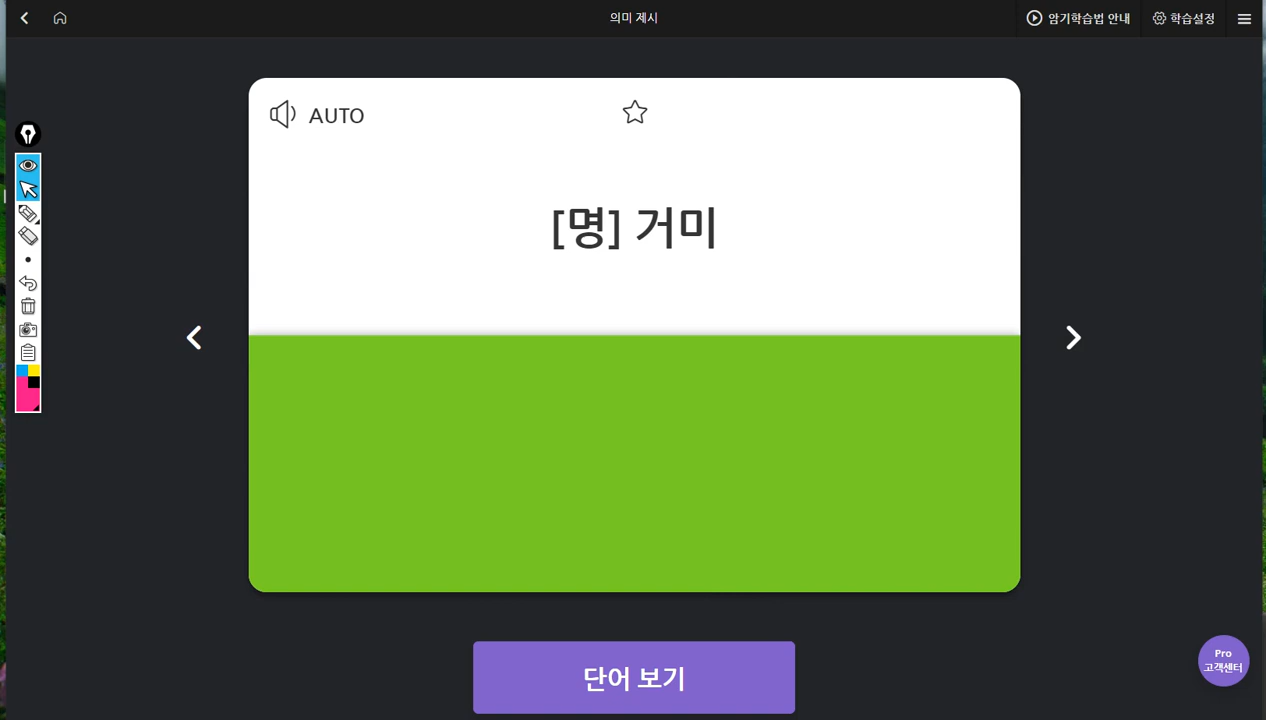 의미 제시
암기학습법 안내
학습설정
AUTO
[명] 거미
단어 보기
Pro
고객센터